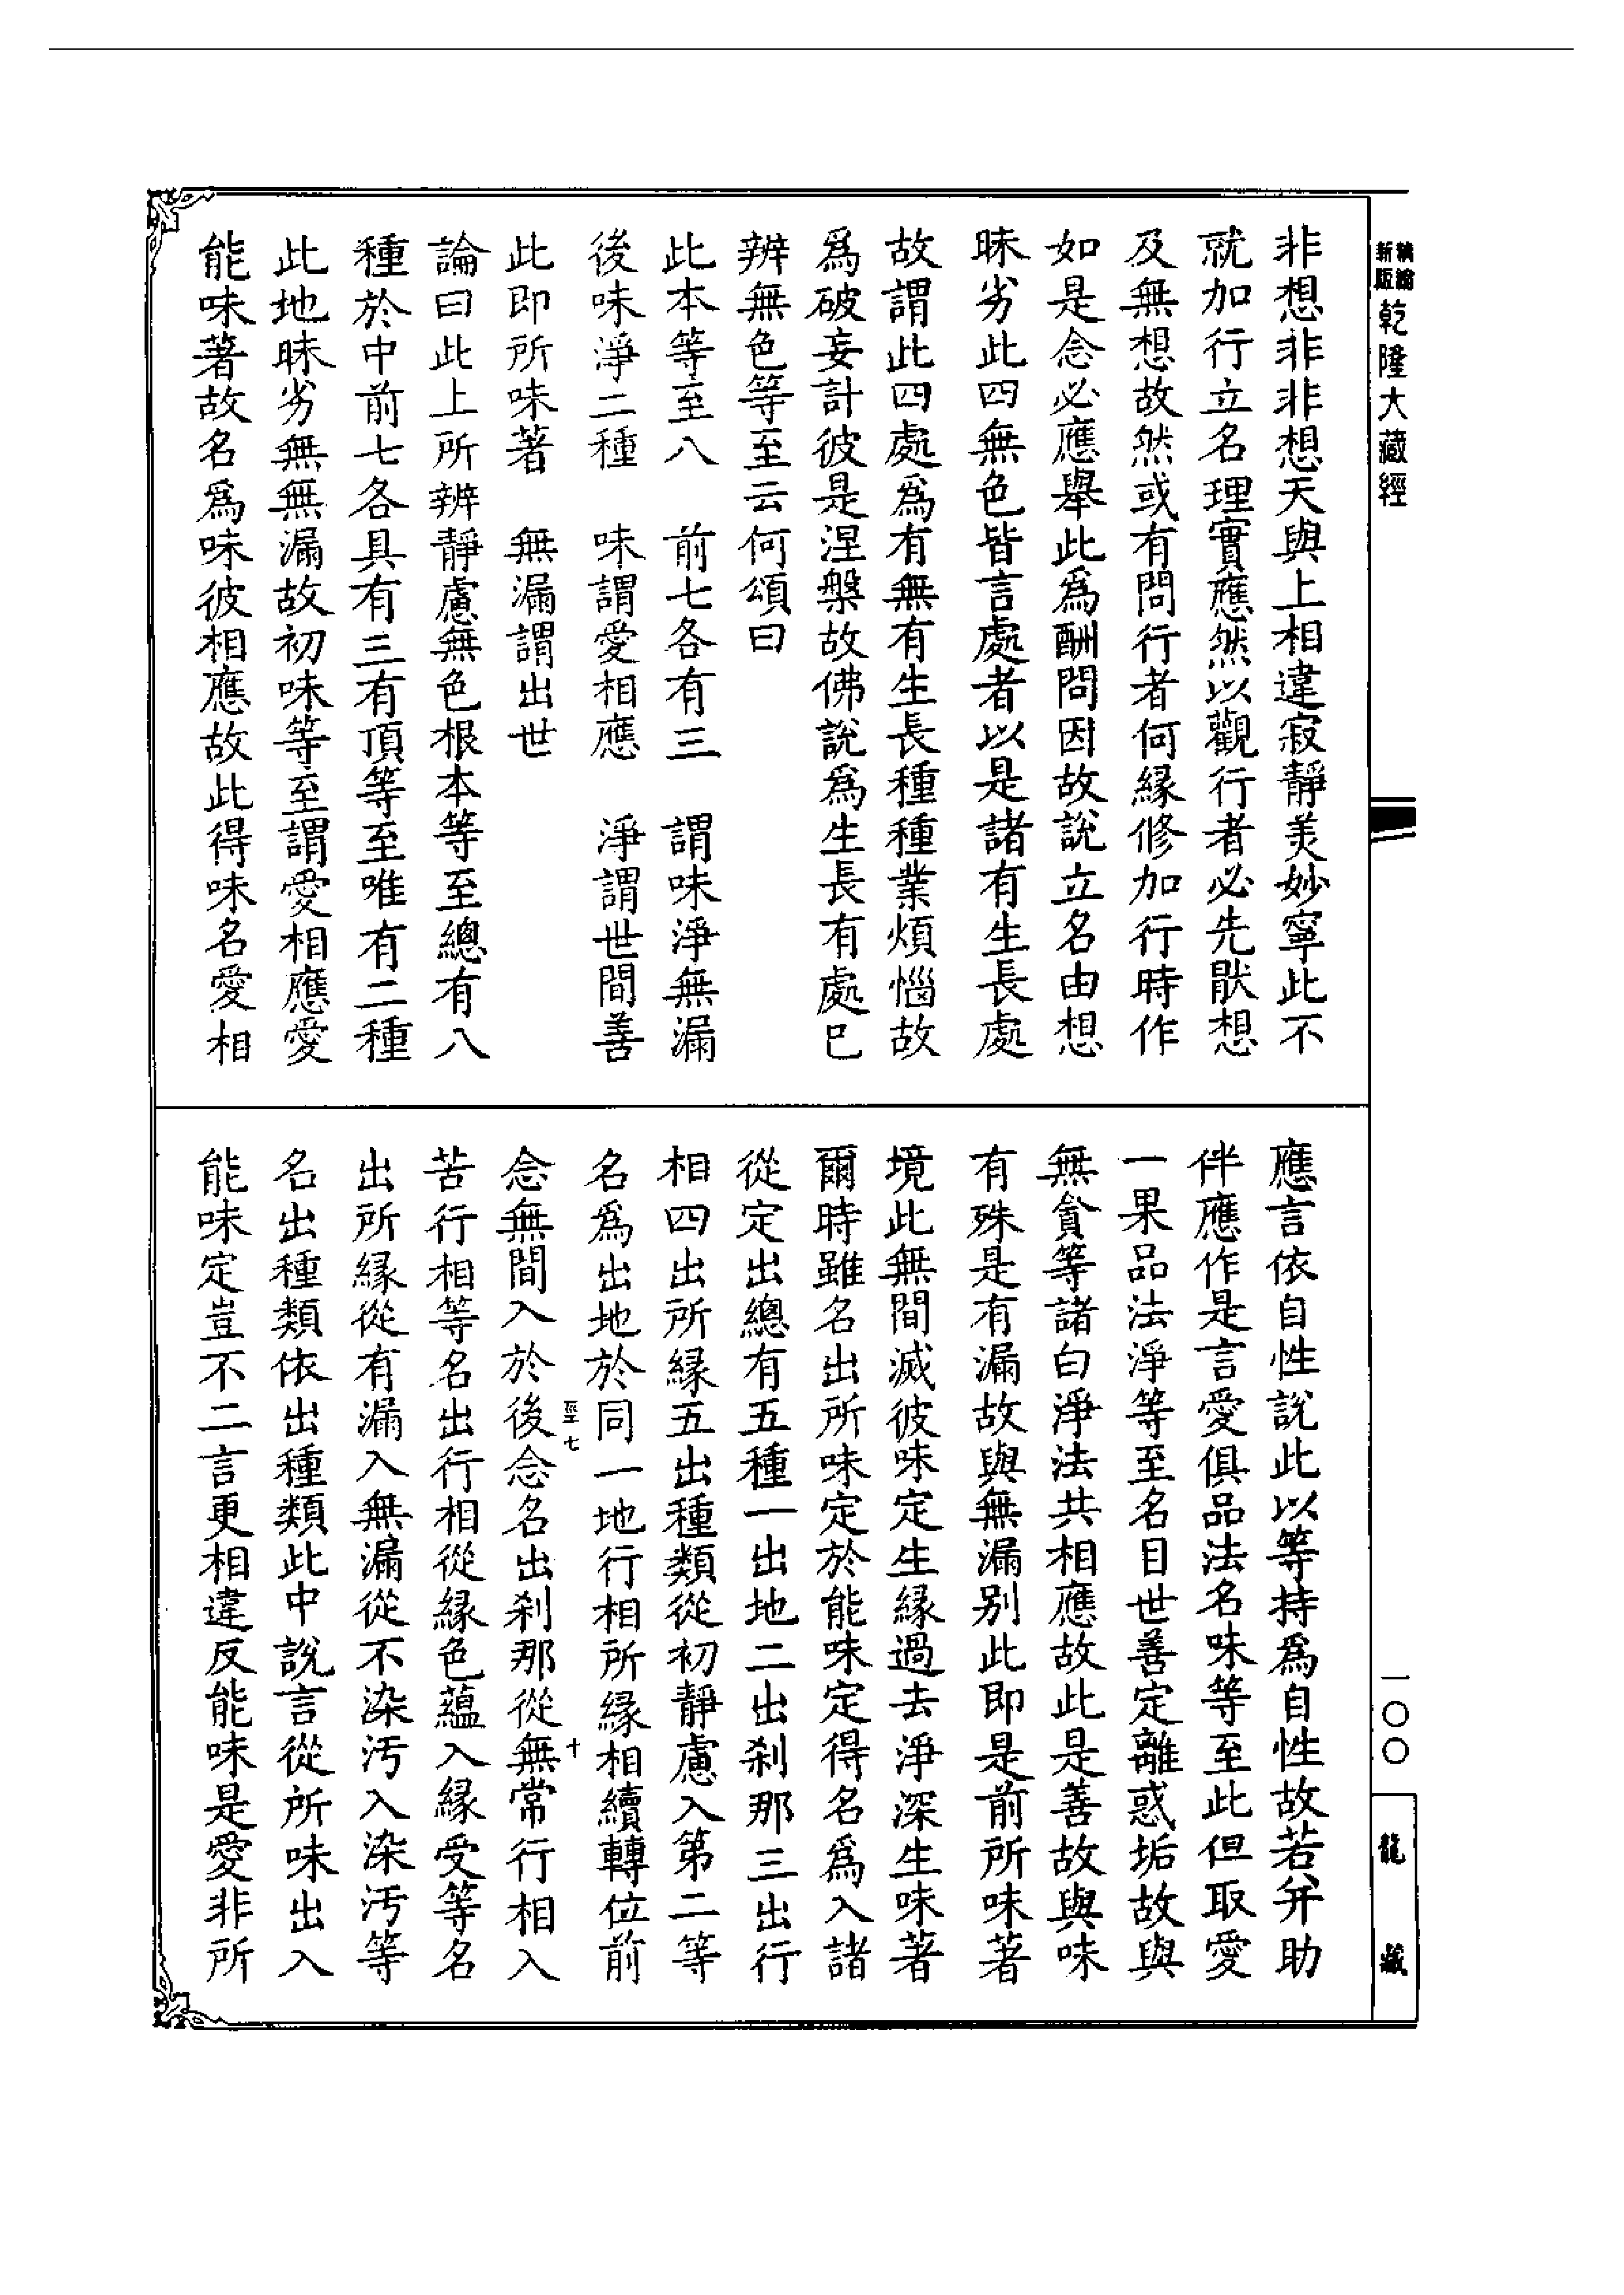 精縮
新版
乾隆大藏經
非想非非想天與上相違寂靜美妙寧此不
就加行立名理實應然以觀行者必先厭想
及無想故然或有問行者何緣修加行時作
如是念必應舉此為酬問因故說立名由想
昧劣此四無色皆言處者以是諸有生長處
故謂此四處為有無有生長種種業煩惱故
為破妄計彼是涅槃故佛說為生長有處已
辨無色等至云何頌曰
此本等至八　前七各有三　謂味淨無漏
後味淨二種　味謂愛相應　淨謂世間善
此即所味著　無漏謂出世
論曰此上所辨靜慮無色根本等至總有八
種於中前七各具有三有頂等至唯有二種
此地昧劣無無漏故初味等至謂愛相應愛
能味著故名為味彼相應故此得味名愛相
應言依自性說此以等持為自性故若并助
伴應作是言愛俱品法名味等至此但取愛
一果品法淨等至名目世善定離惑垢故與
無貪等諸白淨法共相應故此是善故與味
有殊是有漏故與無漏別此即是前所味著
境此無間滅彼味定生緣過去淨深生味著
爾時雖名出所味定於能味定得名為入諸
從定出總有五種一出地二出剎那三出行
相四出所緣五出種類從初靜慮入第二等
名為出地於同一地行相所緣相續轉位前
念無間入於後念名出剎那從無常行相入
苦行相等名出行相從緣色蘊入緣受等名
出所緣從有漏入無漏從不染汚入染汚等
名出種類依出種類此中說言從所味出入
能味定豈不二言更相違反能味是愛非所
七
十
一〇〇
龍藏